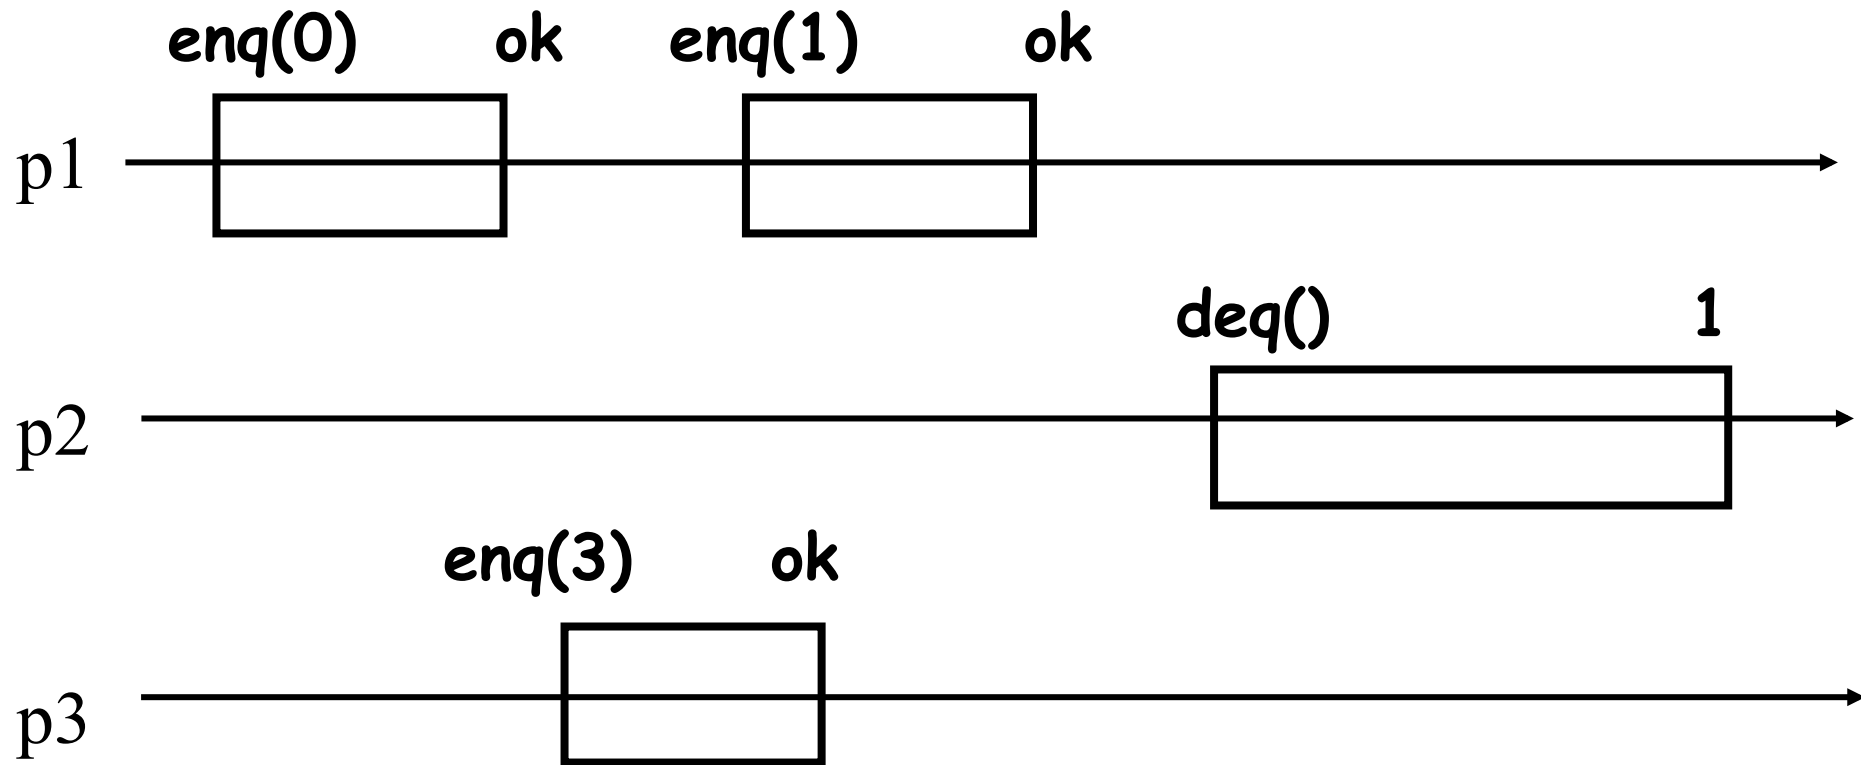 enq(0) ok enq(1) ok
p1
deq() 1
p2
enq(3) ok
p3